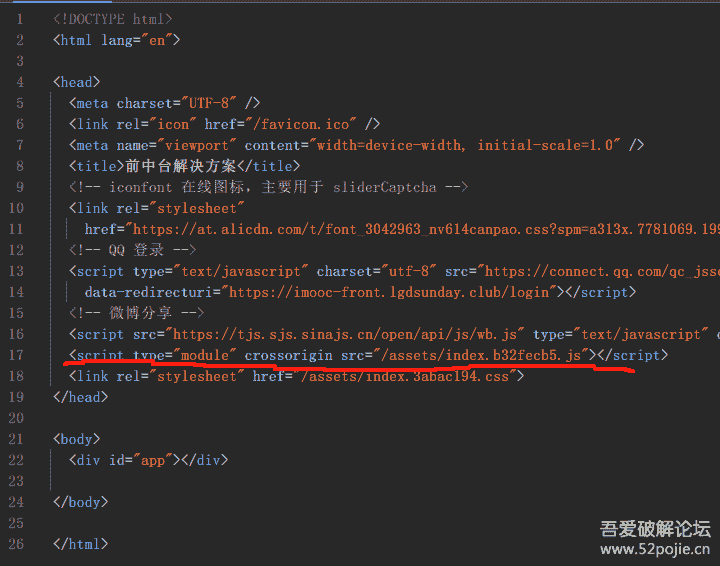 1 <!DOCTYPE html>
2 <html lang="en">
3
4 <head>
5 <meta charset="UTF-8" />
6 <link rel="icon" href="/favicon.ico" />
7 <meta name="viewport" content="width=device-width, initial-scale=1.0" />
8 <title>前中台解决方案</title>
9 <!-- iconfont 在线图标，主要用于 sliderCaptcha -->
10 <link rel="stylesheet"
11 href="https://at.alicdn.com/t/font_3042963_nv614canpao.css?spm=a313x.7781069.199
12 <!-- QQ 登录 -->
13 <script type="text/javascript" charset="utf-8" src="https://connect.qq.com/qc_jssc
14 data-redirecturi="https://imooc-front.lgdsunday.club/login"></script>
15 <!-- 微博分享 -->
16 <script src="https://tjs.sjs.sinajs.cn/open/api/js/wb.js" type="text/javascript" c
17 <script type="module" crossorigin src="/assets/index.b32fecb5.js"></script>
18 <link rel="stylesheet" href="/assets/index.3abac194.css">
19 </head>
20
21 <body>
22 <div id="app"></div>
23
24 </body>
25
26 </html>
吾爱破解论坛
www.52pojie.cn